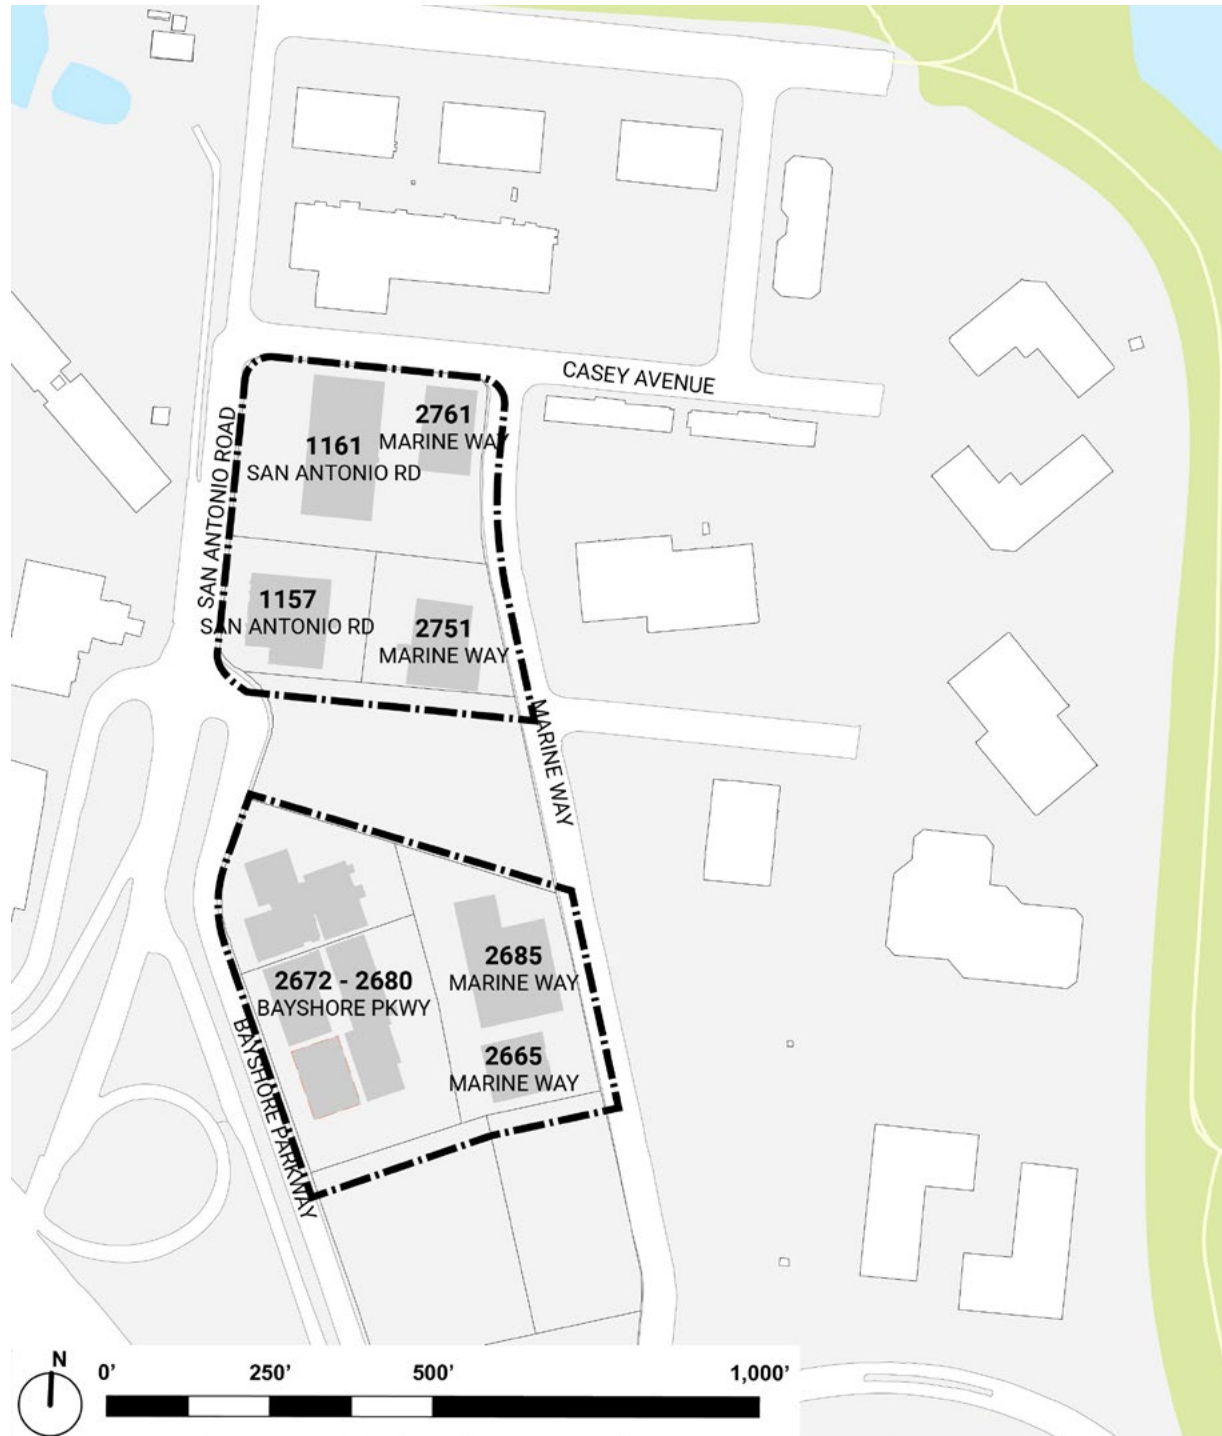 CASEY AVENUE
2761
MARINE WAY
1161
SAN ANTONIO RD
SAN ANTONIO ROAD
1157
SAN ANTONIO RD
2751
MARINE WAY
MARINE WAY
2685
MARINE WAY
2672 - 2680
BAYSHORE PKWY
2665
MARINE WAY
BAYSHORE PARKWAY
N
0' 250' 500' 1,000'